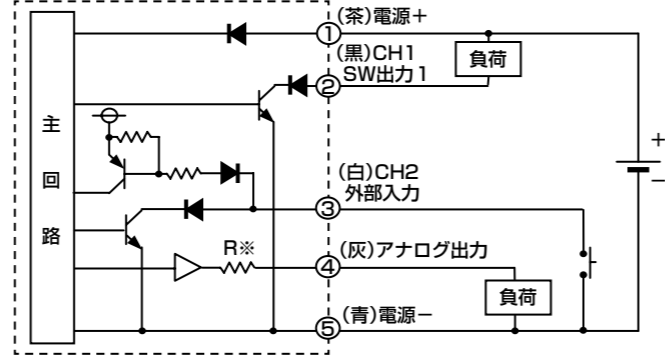 ①(茶)電源+
(黒)CH1
②SW出力1
負荷
主回路
+
−
(白)CH2
③外部入力
R※
④(灰)アナログ出力
負荷
⑤(青)電源−